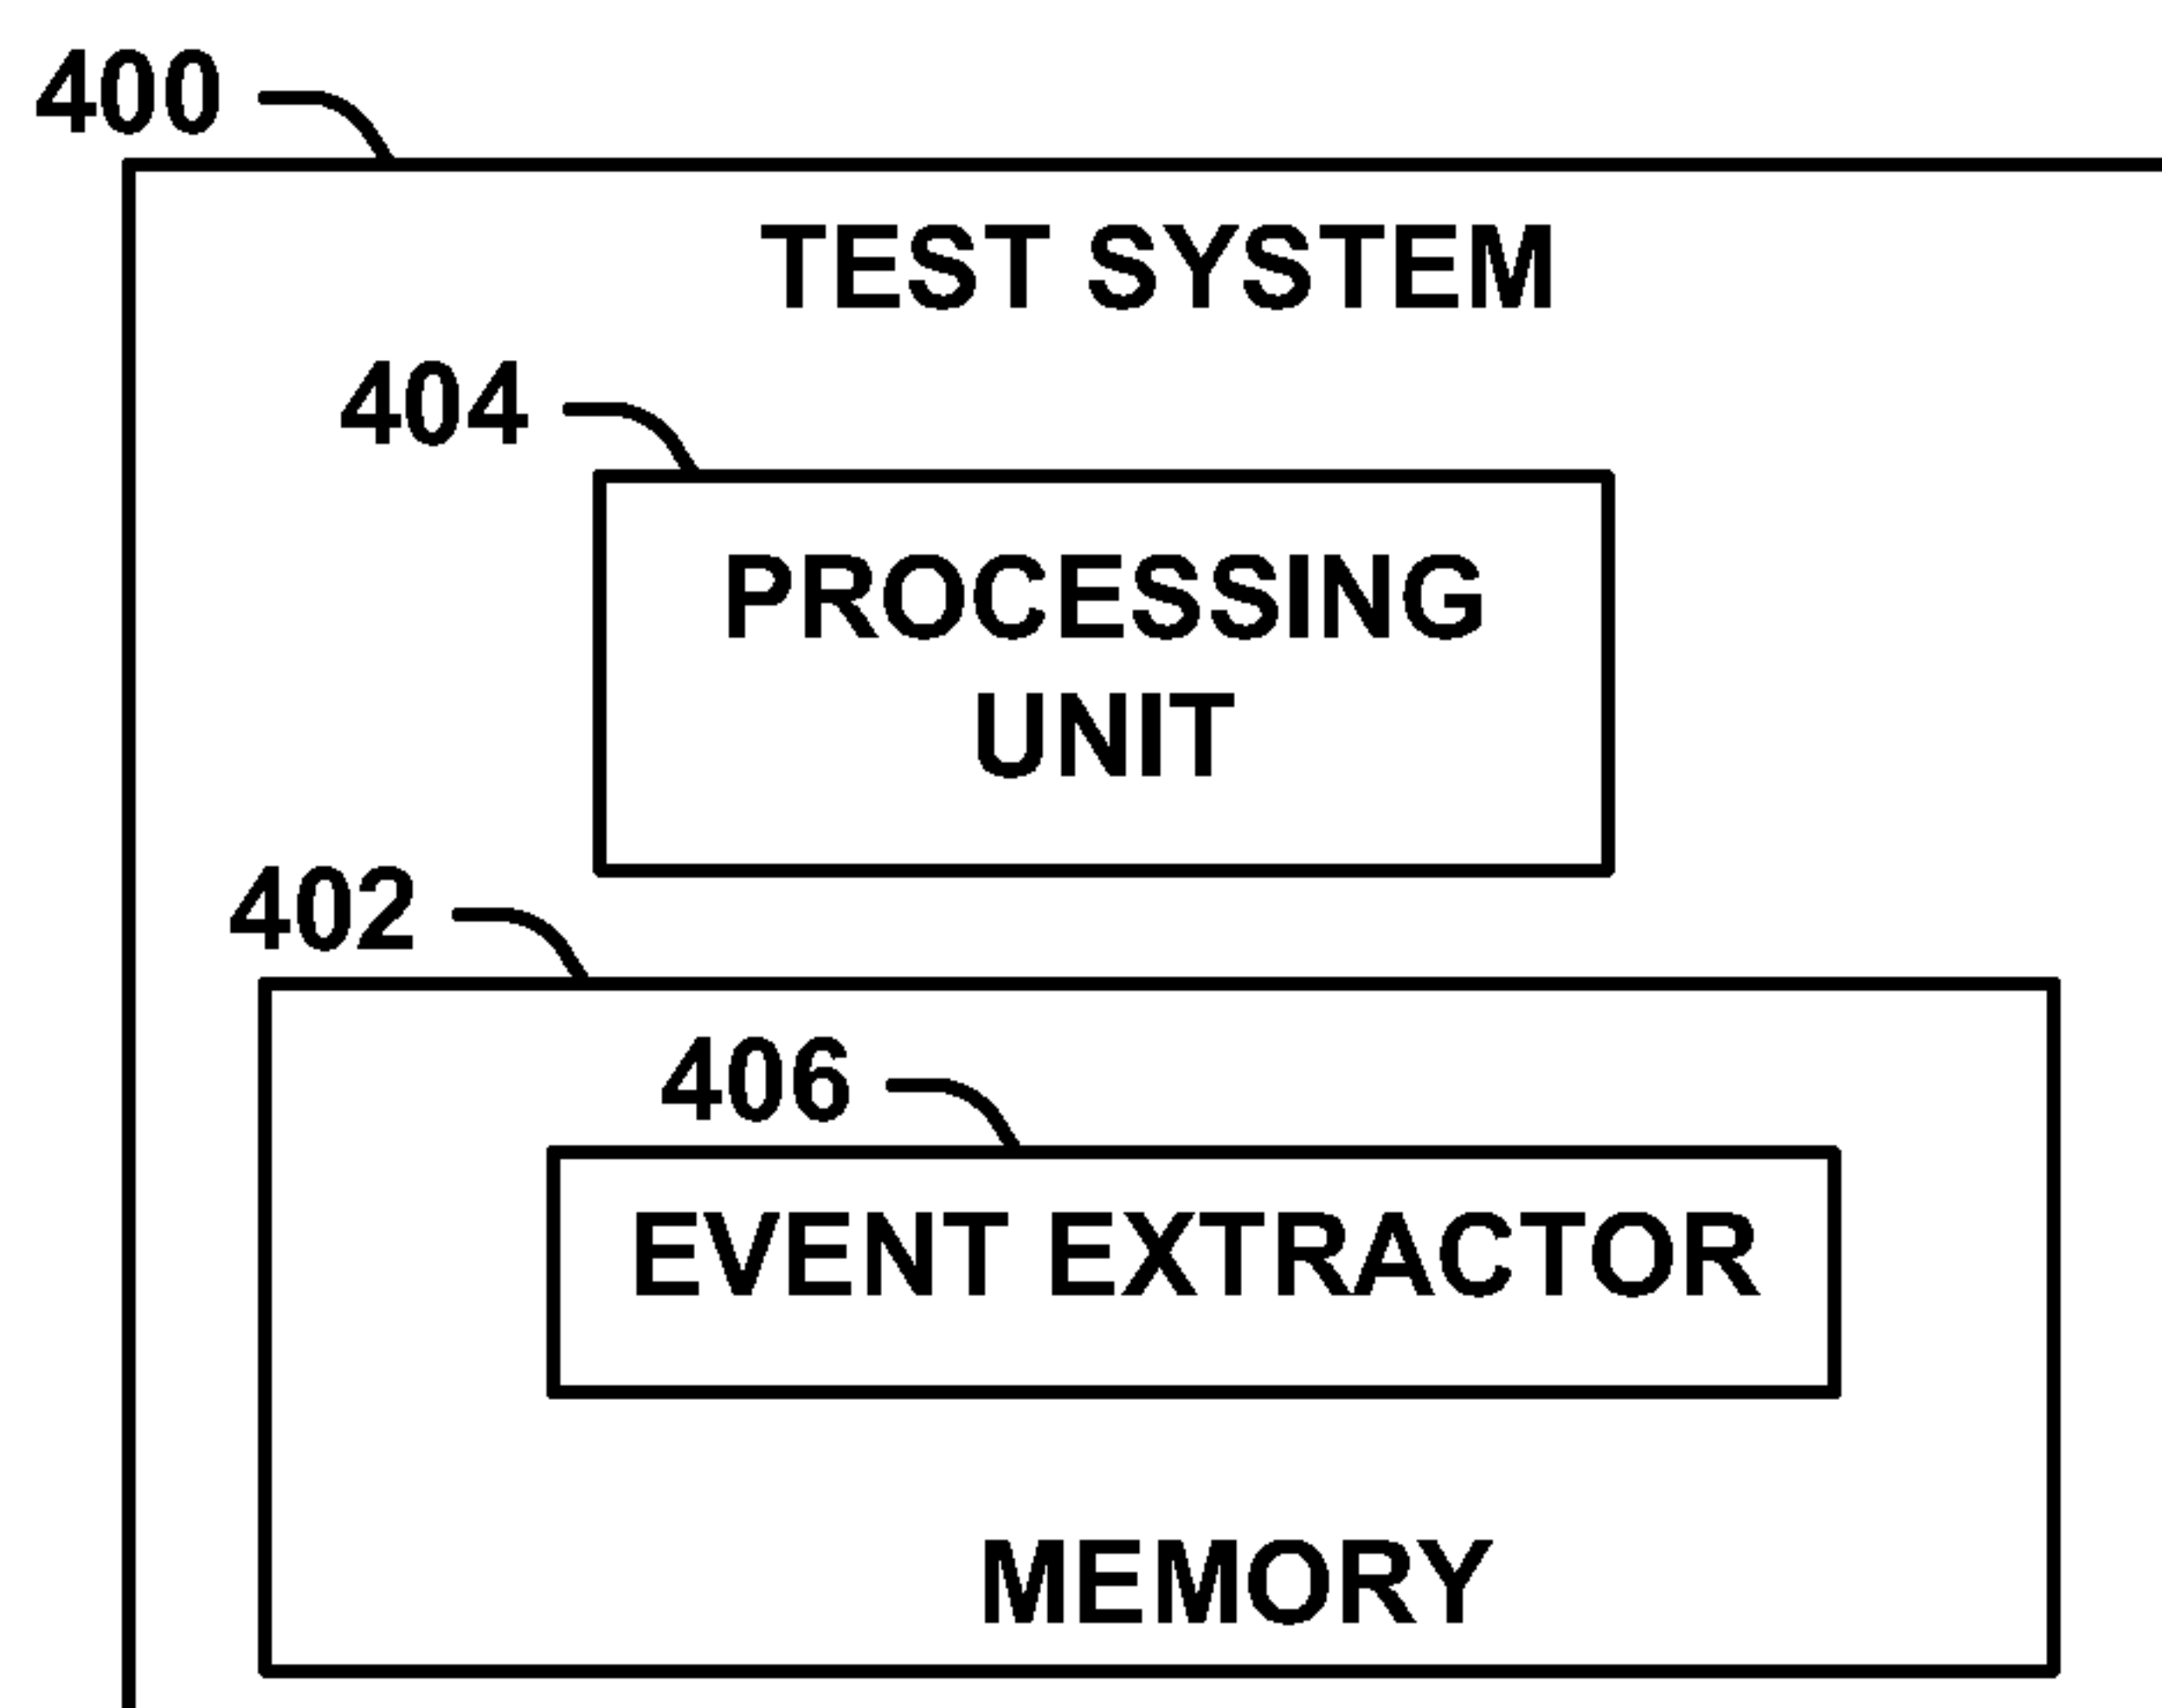 400
TEST SYSTEM
404
PROCESSING
UNIT
402
406
EVENT EXTRACTOR
MEMORY